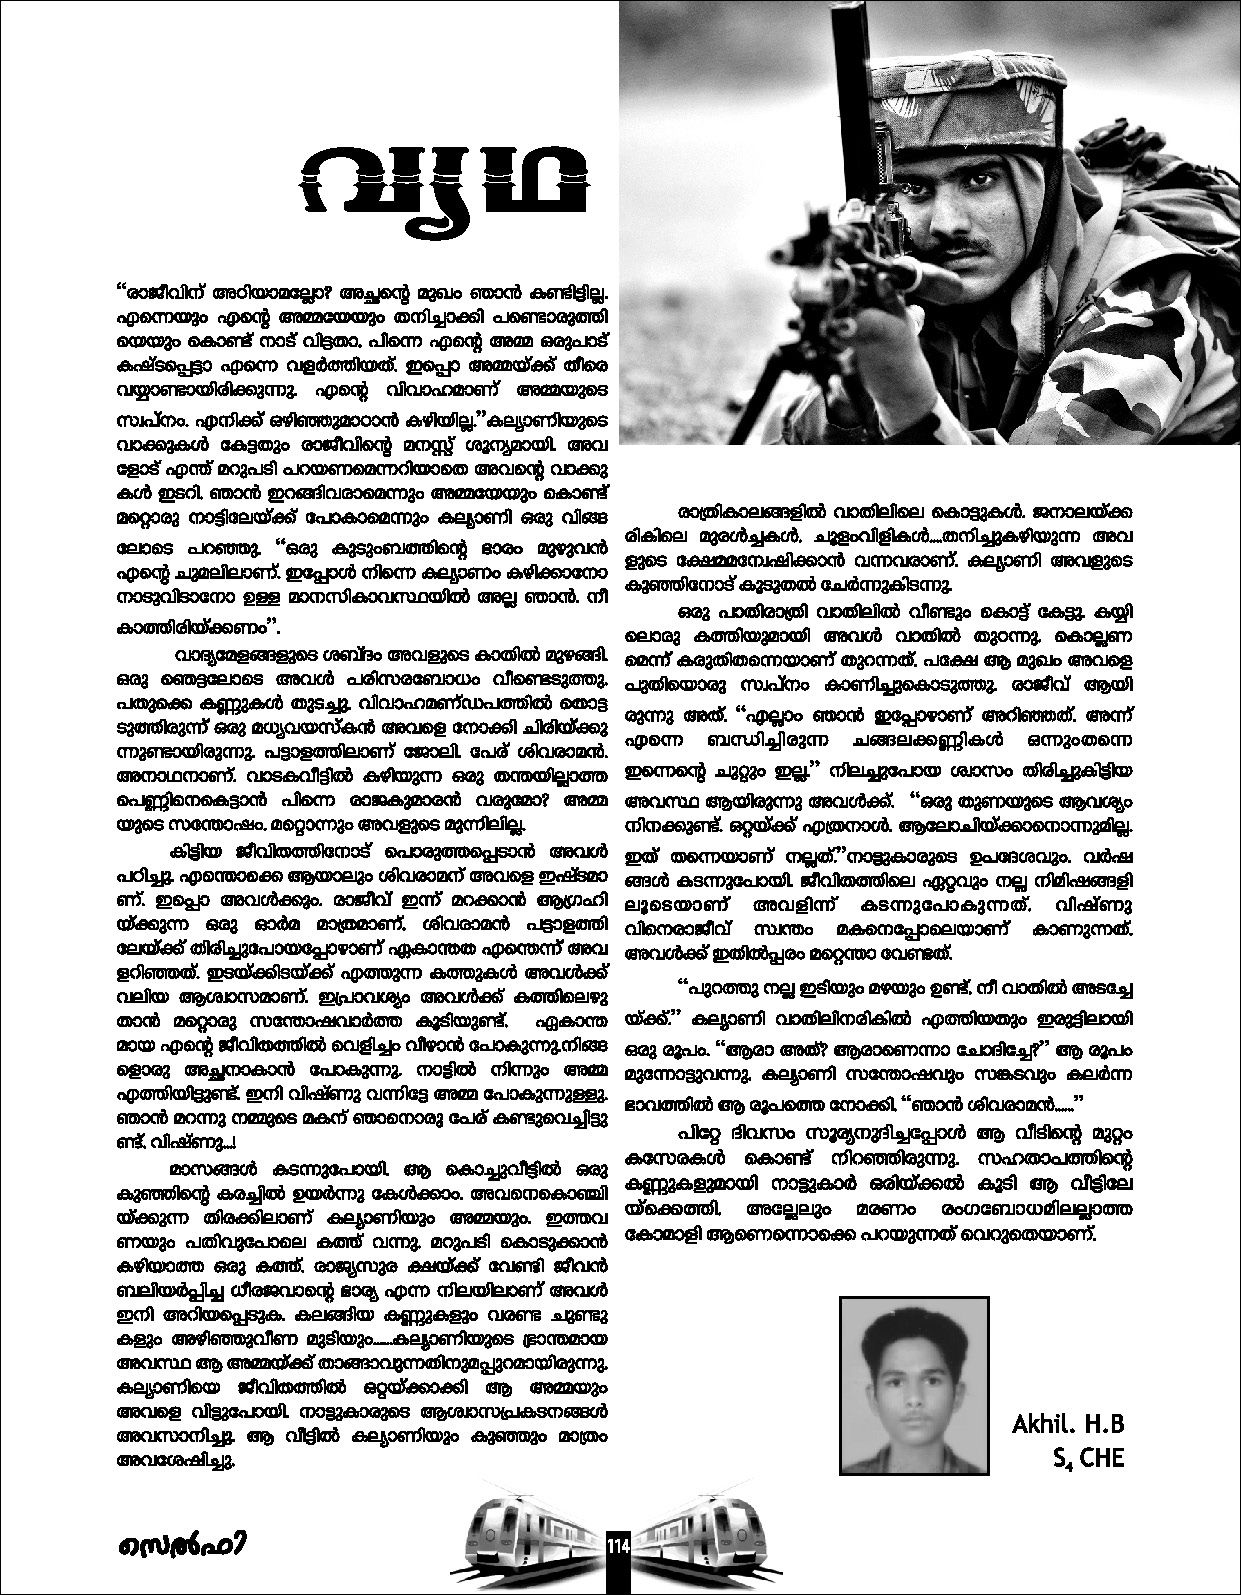 വ്യഥ
“രാജീവിന് അറിയാമല്ലോ? അച്ഛന്റെ മുഖം ഞാൻ കണ്ടിട്ടില്ല.
എന്നെയും എന്റെ അമ്മയേയും തനിച്ചാക്കി പണ്ടൊരുത്തി
യെയും കൊണ്ട് നാട് വിട്ടതാ. പിന്നെ എന്റെ അമ്മ ഒരുപാട്
കഷ്ടപ്പെട്ടാ എന്നെ വളർത്തിയത്. ഇപ്പൊ അമ്മയ്ക്ക് തീരെ
വയ്യാണ്ടായിരിക്കുന്നു. എന്റെ വിവാഹമാണ് അമ്മയുടെ
സ്വപ്നം. എനിക്ക് ഒഴിഞ്ഞുമാറാൻ കഴിയില്ല.”കല്യാണിയുടെ
വാക്കുകൾ കേട്ടതും രാജീവിന്റെ മനസ്സ് ശൂന്യമായി. അവ
ളോട് എന്ത് മറുപടി പറയണമെന്നറിയാതെ അവന്റെ വാക്കു
കൾ ഇടറി. ഞാൻ ഇറങ്ങിവരാമെന്നും അമ്മയേയും കൊണ്ട്
മറ്റൊരു നാട്ടിലേയ്ക്ക് പോകാമെന്നും കല്യാണി ഒരു വിങ്ങ
ലോടെ പറഞ്ഞു. “ഒരു കുടുംബത്തിന്റെ ഭാരം മുഴുവൻ
എന്റെ ചുമലിലാണ്. ഇപ്പോൾ നിന്നെ കല്യാണം കഴിക്കാനോ
നാടുവിടാനോ ഉള്ള മാനസികാവസ്ഥയിൽ അല്ല ഞാൻ. നീ
കാത്തിരിയ്ക്കണം”.
വാദ്യമേളങ്ങളുടെ ശബ്ദം അവളുടെ കാതിൽ മുഴങ്ങി.
ഒരു ഞെട്ടലോടെ അവൾ പരിസരബോധം വീണ്ടെടുത്തു.
പതുക്കെ കണ്ണുകൾ തുടച്ചു. വിവാഹമണ്ഡപത്തിൽ തൊട്ട
ടുത്തിരുന്ന് ഒരു മധ്യവയസ്കൻ അവളെ നോക്കി ചിരിയ്ക്കു
ന്നുണ്ടായിരുന്നു. പട്ടാളത്തിലാണ് ജോലി. പേര് ശിവരാമൻ.
അനാഥനാണ്. വാടകവീട്ടിൽ കഴിയുന്ന ഒരു തന്തയില്ലാത്ത
പെണ്ണിനെകെട്ടാൻ പിന്നെ രാജകുമാരൻ വരുമോ? അമ്മ
യുടെ സന്തോഷം. മറ്റൊന്നും അവളുടെ മുന്നിലില്ല.
കിട്ടിയ ജീവിതത്തിനോട് പൊരുത്തപ്പെടാൻ അവൾ
പഠിച്ചു. എന്തൊക്കെ ആയാലും ശിവരാമന് അവളെ ഇഷ്ടമാ
ണ്. ഇപ്പൊ അവൾക്കും. രാജീവ് ഇന്ന് മറക്കാൻ ആഗ്രഹി
യ്ക്കുന്ന ഒരു ഓർമ മാത്രമാണ്. ശിവരാമൻ പട്ടാളത്തി
ലേയ്ക്ക് തിരിച്ചുപോയപ്പോഴാണ് ഏകാന്തത എന്തെന്ന് അവ
ളറിഞ്ഞത്. ഇടയ്ക്കിടയ്ക്ക് എത്തുന്ന കത്തുകൾ അവൾക്ക്
വലിയ ആശ്വാസമാണ്. ഇപ്രാവശ്യം അവൾക്ക് കത്തിലെഴു
താൻ മറ്റൊരു സന്തോഷവാർത്ത കൂടിയുണ്ട്. ഏകാന്ത
മായ എന്റെ ജീവിതത്തിൽ വെളിച്ചം വീഴാൻ പോകുന്നു.നിങ്ങ
ളൊരു അച്ഛനാകാൻ പോകുന്നു. നാട്ടിൽ നിന്നും അമ്മ
എത്തിയിട്ടുണ്ട്. ഇനി വിഷ്ണു വന്നിട്ടേ അമ്മ പോകുന്നുള്ളു.
ഞാൻ മറന്നു നമ്മുടെ മകന് ഞാനൊരു പേര് കണ്ടുവെച്ചിട്ടു
ണ്ട്. വിഷ്ണു...!
മാസങ്ങൾ കടന്നുപോയി. ആ കൊച്ചുവീട്ടിൽ ഒരു
കുഞ്ഞിന്റെ കരച്ചിൽ ഉയർന്നു കേൾക്കാം. അവനെകൊഞ്ചി
യ്ക്കുന്ന തിരക്കിലാണ് കല്യാണിയും അമ്മയും. ഇത്തവ
ണയും പതിവുപോലെ കത്ത് വന്നു. മറുപടി കൊടുക്കാൻ
കഴിയാത്ത ഒരു കത്ത്. രാജ്യസുര ക്ഷയ്ക്ക് വേണ്ടി ജീവൻ
ബലിയർപ്പിച്ച ധീരജവാന്റെ ഭാര്യ എന്ന നിലയിലാണ് അവൾ
ഇനി അറിയപ്പെടുക. കലങ്ങിയ കണ്ണുകളും വരണ്ട ചുണ്ടു
കളും അഴിഞ്ഞുവീണ മുടിയും......കല്യാണിയുടെ ഭ്രാന്തമായ
അവസ്ഥ ആ അമ്മയ്ക്ക് താങ്ങാവുന്നതിനുമപ്പുറമായിരുന്നു.
കല്യാണിയെ ജീവിതത്തിൽ ഒറ്റയ്ക്കാക്കി ആ അമ്മയും
അവളെ വിട്ടുപോയി. നാട്ടുകാരുടെ ആശ്വാസപ്രകടനങ്ങൾ
അവസാനിച്ചു. ആ വീട്ടിൽ കല്യാണിയും കുഞ്ഞും മാത്രം
അവശേഷിച്ചു.
രാത്രികാലങ്ങളിൽ വാതിലിലെ കൊട്ടുകൾ. ജനാലയ്ക്ക
രികിലെ മുരൾച്ചകൾ. ചൂളംവിളികൾ....തനിച്ചുകഴിയുന്ന അവ
ളുടെ ക്ഷേമമന്വേഷിക്കാൻ വന്നവരാണ്. കല്യാണി അവളുടെ
കുഞ്ഞിനോട് കൂടുതൽ ചേർന്നുകിടന്നു.
ഒരു പാതിരാത്രി വാതിലിൽ വീണ്ടും കൊട്ട് കേട്ടു. കയ്യി
ലൊരു കത്തിയുമായി അവൾ വാതിൽ തുറന്നു. കൊല്ലണ
മെന്ന് കരുതിതന്നെയാണ് തുറന്നത്. പക്ഷേ ആ മുഖം അവളെ
പുതിയൊരു സ്വപ്നം കാണിച്ചുകൊടുത്തു. രാജീവ് ആയി
രുന്നു അത്. “എല്ലാം ഞാൻ ഇപ്പോഴാണ് അറിഞ്ഞത്. അന്ന്
എന്നെ ബന്ധിച്ചിരുന്ന ചങ്ങലക്കണ്ണികൾ ഒന്നുംതന്നെ
ഇന്നെന്റെ ചുറ്റും ഇല്ല.” നിലച്ചുപോയ ശ്വാസം തിരിച്ചുകിട്ടിയ
അവസ്ഥ ആയിരുന്നു അവൾക്ക്. “ഒരു തുണയുടെ ആവശ്യം
നിനക്കുണ്ട്. ഒറ്റയ്ക്ക് എത്രനാൾ. ആലോചിയ്ക്കാനൊന്നുമില്ല.
ഇത് തന്നെയാണ് നല്ലത്.”നാട്ടുകാരുടെ ഉപദേശവും. വർഷ
ങ്ങൾ കടന്നുപോയി. ജീവിതത്തിലെ ഏറ്റവും നല്ല നിമിഷങ്ങളി
ലൂടെയാണ് അവളിന്ന് കടന്നുപോകുന്നത്. വിഷ്ണു
വിനെരാജീവ് സ്വന്തം മകനെപ്പോലെയാണ് കാണുന്നത്.
അവൾക്ക് ഇതിൽപ്പരം മറ്റെന്താ വേണ്ടത്.
“പുറത്തു നല്ല ഇടിയും മഴയും ഉണ്ട്. നീ വാതിൽ അടച്ചേ
യ്ക്ക്.” കല്യാണി വാതിലിനരികിൽ എത്തിയതും ഇരുട്ടിലായി
ഒരു രൂപം. “ആരാ അത്? ആരാണെന്നാ ചോദിച്ചേ?” ആ രൂപം
മുന്നോട്ടുവന്നു. കല്യാണി സന്തോഷവും സങ്കടവും കലർന്ന
ഭാവത്തിൽ ആ രൂപത്തെ നോക്കി. “ഞാൻ ശിവരാമൻ......”
പിറ്റേ ദിവസം സൂര്യനുദിച്ചപ്പോൾ ആ വീടിന്റെ മുറ്റം
കസേരകൾ കൊണ്ട് നിറഞ്ഞിരുന്നു. സഹതാപത്തിന്റെ
കണ്ണുകളുമായി നാട്ടുകാർ ഒരിയ്ക്കൽ കൂടി ആ വീട്ടിലേ
യ്ക്കെത്തി. അല്ലേലും മരണം രംഗബോധമിലല്ലാത്ത
കോമാളി ആണെന്നൊക്കെ പറയുന്നത് വെറുതെയാണ്.
Akhil. H.B
S4 CHE
സെൽഫി
114